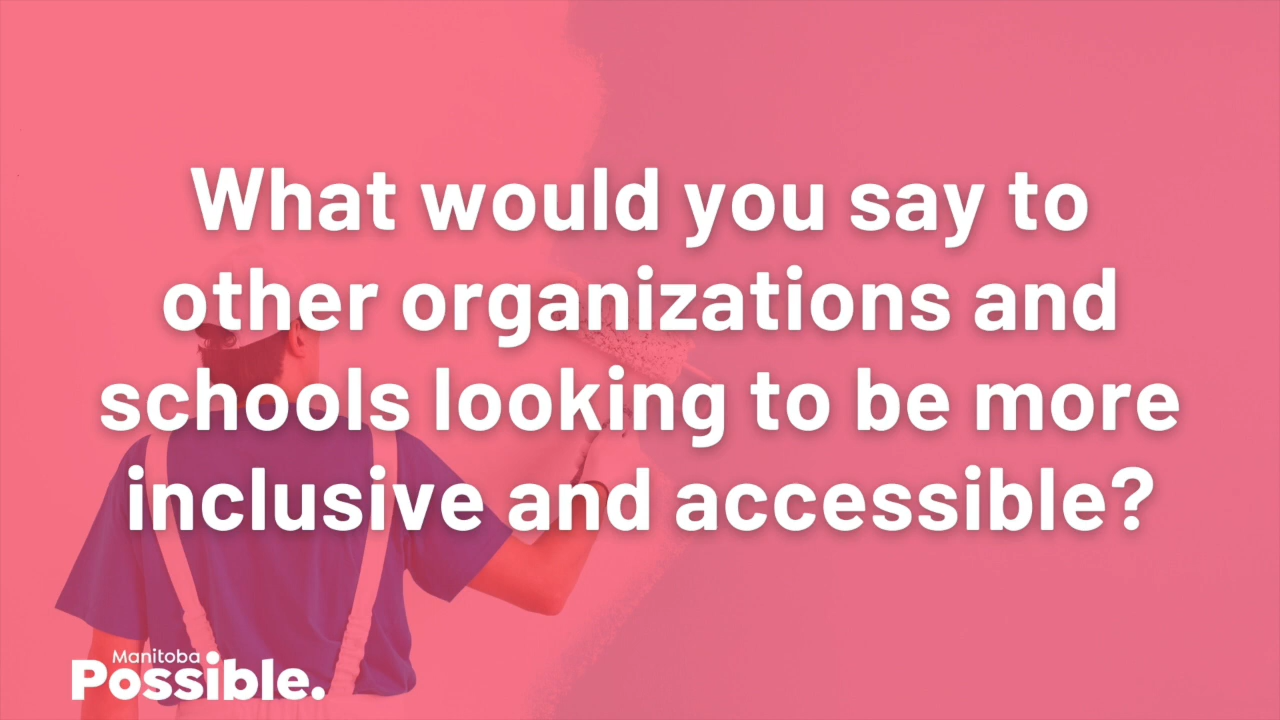 What would you say to
other organizations and
schools looking to be more
inclusive and accessible?
Manitoba
Possible.